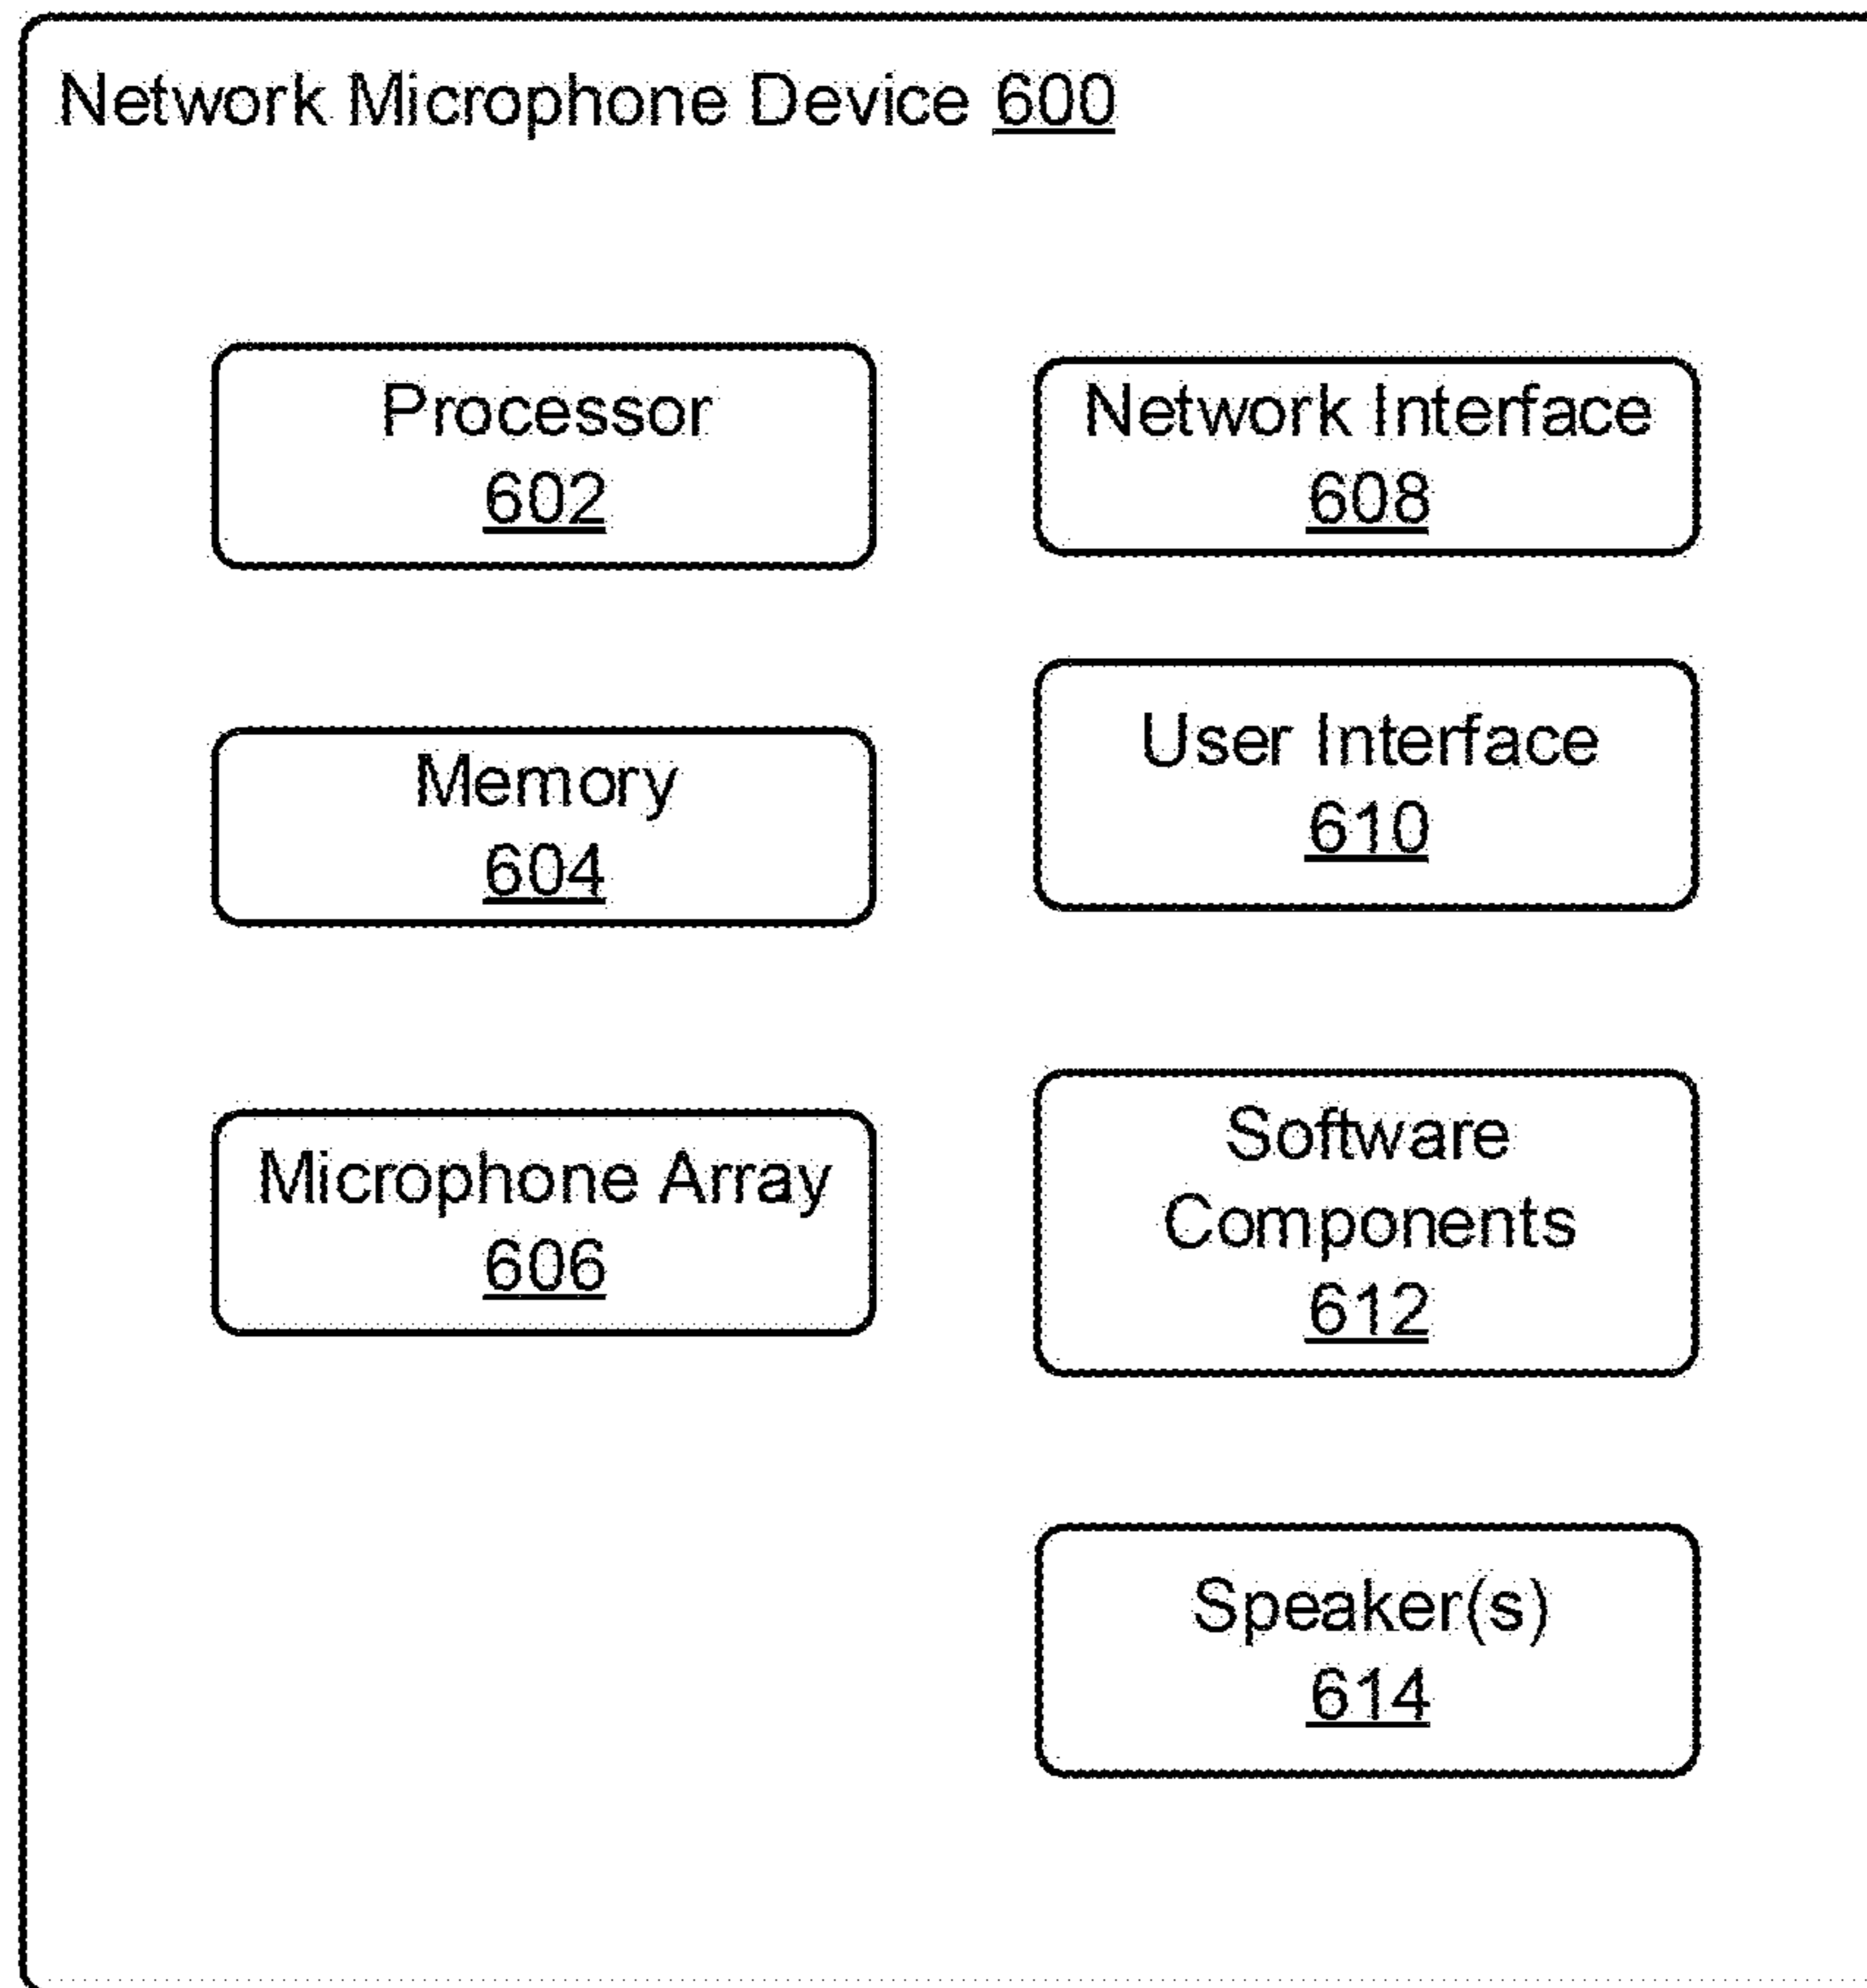 Network Microphone Device 600
Processor
602
Memory
604
Microphone Array
606
Network Interface
608
User Interface
610
Software
Components
612
Speaker(s)
614